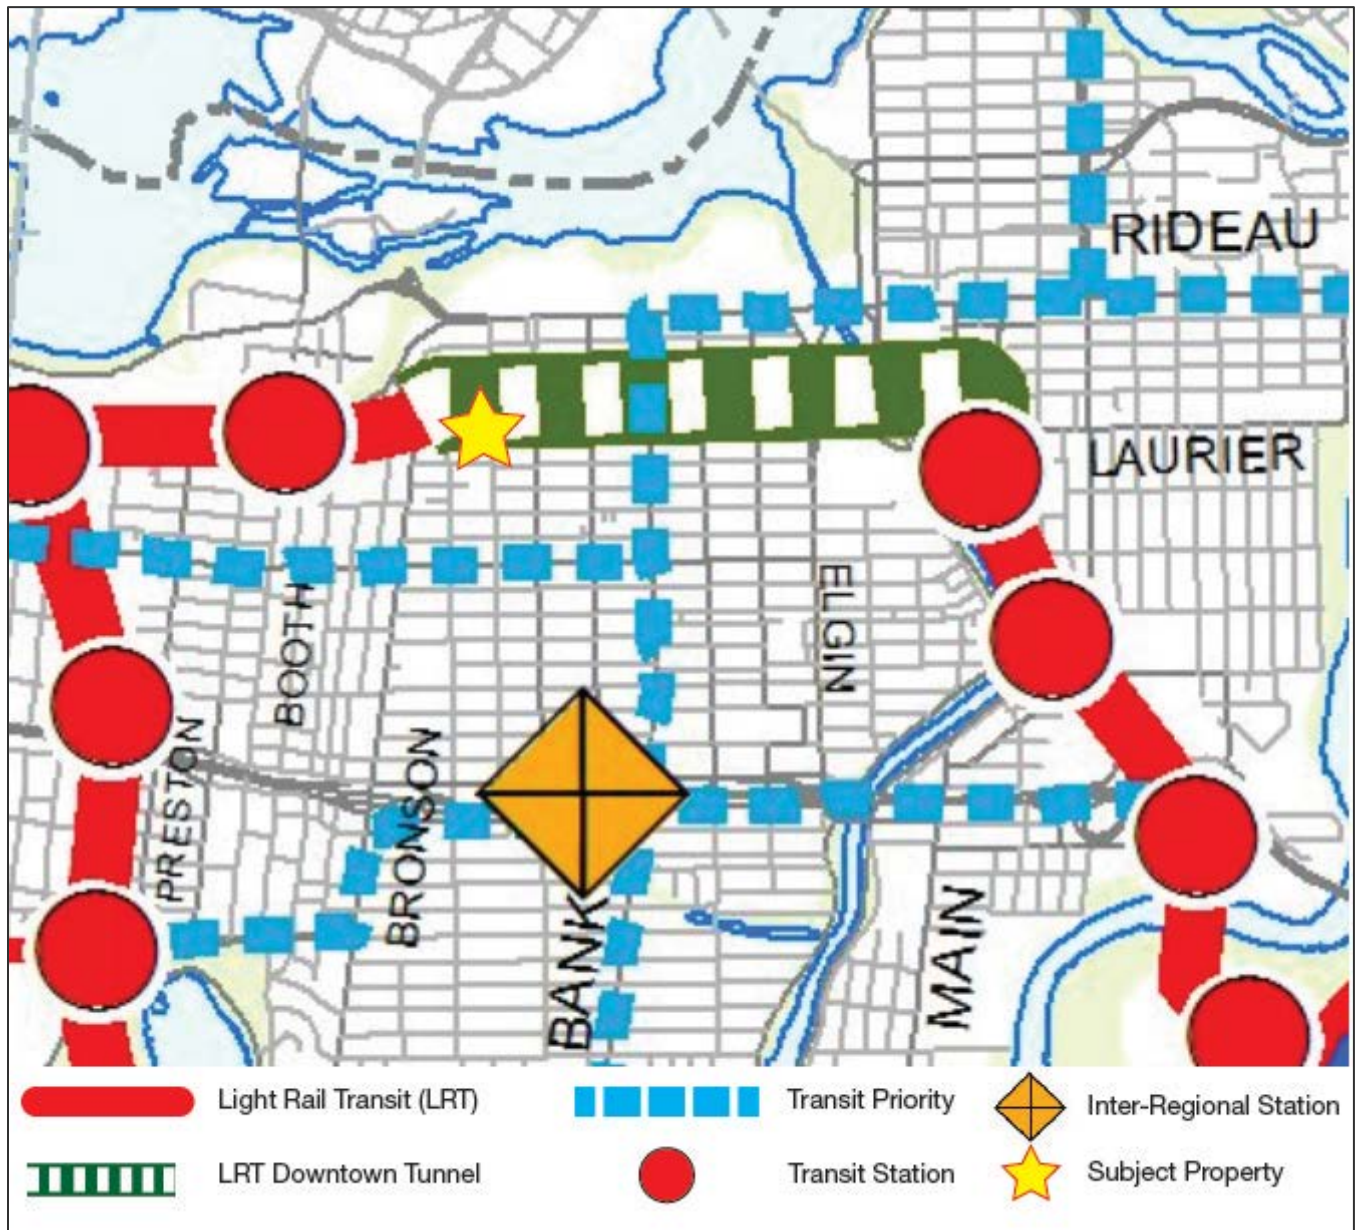 RIDEAU
LAURIER
ELGIN
BOOTH
PRESTON
BRONSON
BANK
MAIN
Light Rail Transit (LRT)
Transit Priority
Inter-Regional Station
LRT Downtown Tunnel
Transit Station
Subject Property